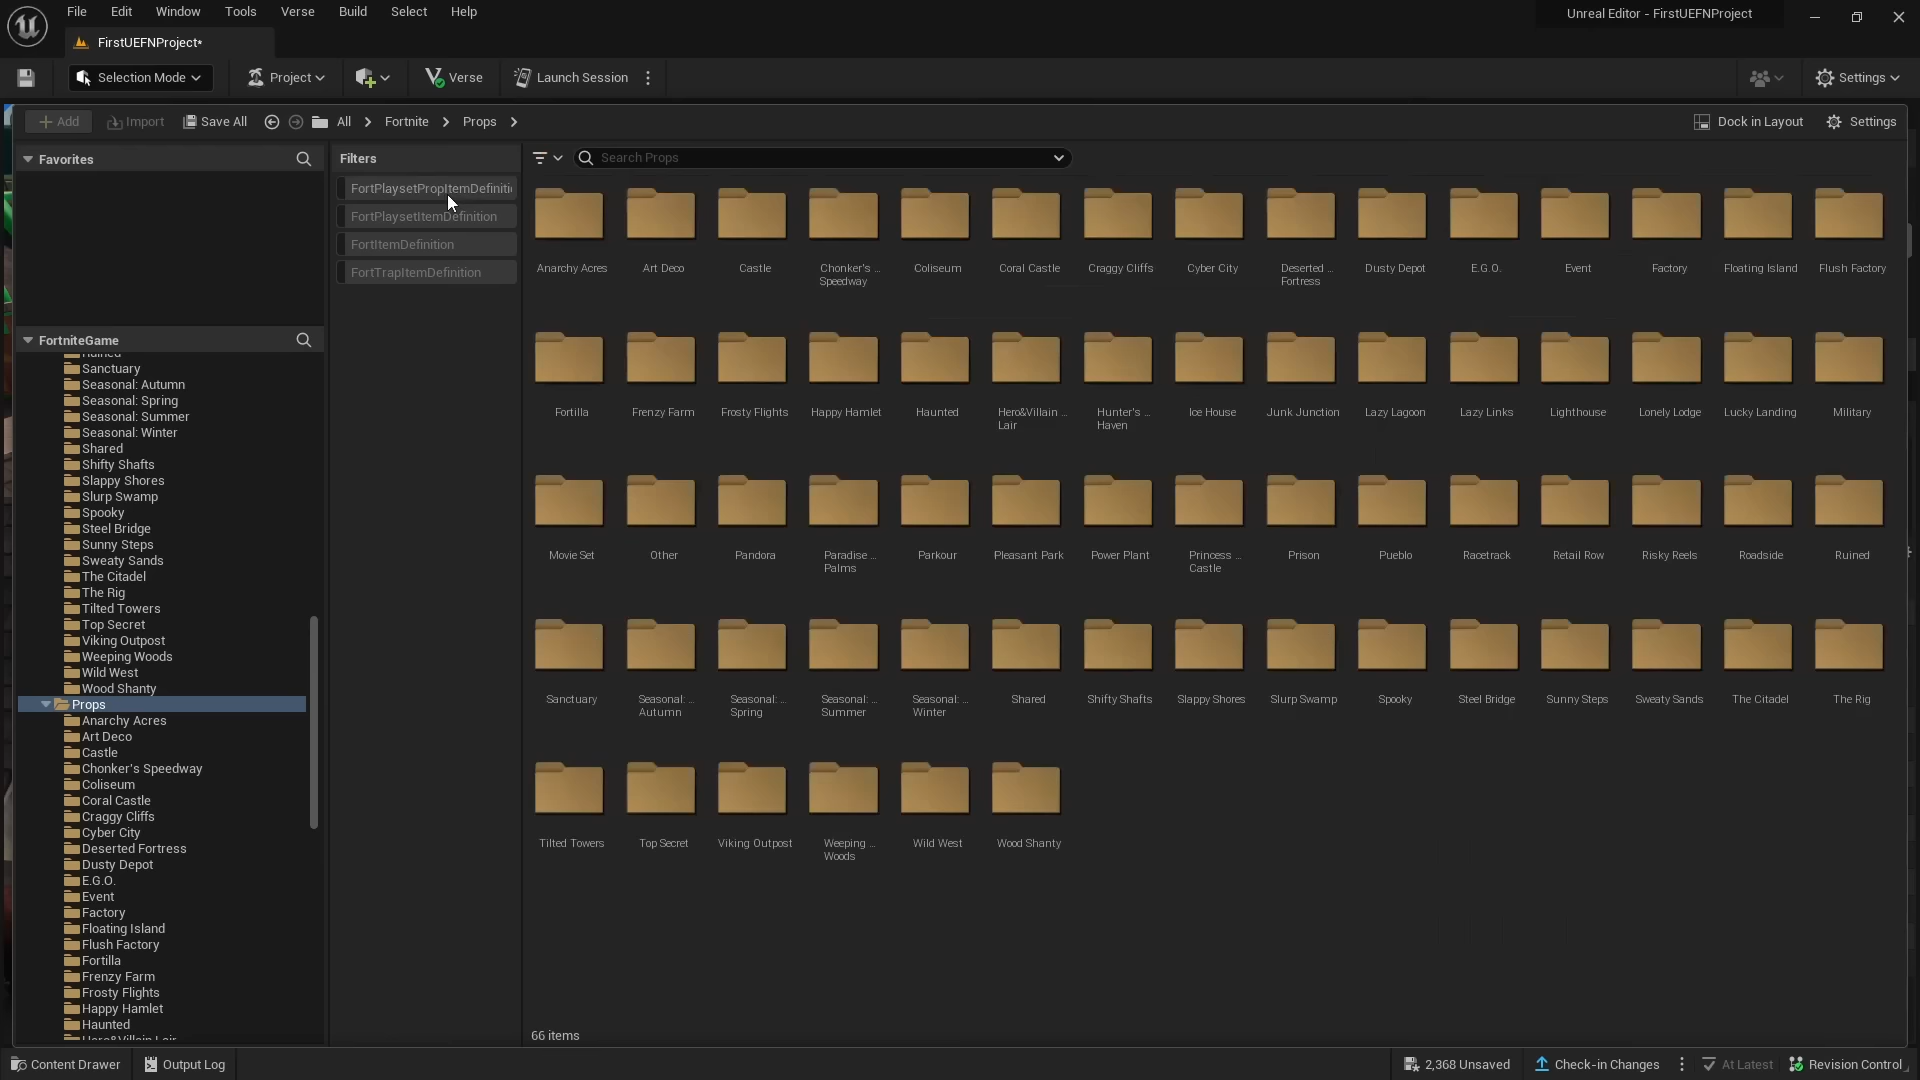 File Edit Window Tools Verse Build Select Help
Unreal Editor - FirstUEFNProject
FirstUEFNProject*
Selection Mode Project Verse Launch Session Settings
Add Import Save All All Fortnite Props Dock in Layout Settings
Favorites
Filters
Search Props
FortPlaysetPropItemDefiniti
FortPlaysetItemDefinition
FortItemDefinition
FortTrapItemDefinition
FortniteGame
Ruined
Sanctuary
Seasonal: Autumn
Seasonal: Spring
Seasonal: Summer
Seasonal: Winter
Shared
Shifty Shafts
Slappy Shores
Slurp Swamp
Spooky
Steel Bridge
Sunny Steps
Sweaty Sands
The Citadel
The Rig
Tilted Towers
Top Secret
Viking Outpost
Weeping Woods
Wild West
Wood Shanty
Props
Anarchy Acres
Art Deco
Castle
Chonker's Speedway
Coliseum
Coral Castle
Craggy Cliffs
Cyber City
Deserted Fortress
Dusty Depot
E.G.O.
Event
Factory
Floating Island
Flush Factory
Fortilla
Frenzy Farm
Frosty Flights
Happy Hamlet
Haunted
Hero&Villain Lair
Anarchy Acres Art Deco Castle Chonker's ... Coliseum Coral Castle Craggy Cliffs Cyber City Deserted ... Dusty Depot E.G.O. Event Factory Floating Island Flush Factory
Speedway Fortress
Fortilla Frenzy Farm Frosty Flights Happy Hamlet Haunted Hero&Villain ... Hunter's ... Ice House Junk Junction Lazy Lagoon Lazy Links Lighthouse Lonely Lodge Lucky Landing Military
Lair Haven
Movie Set Other Pandora Paradise ... Parkour Pleasant Park Power Plant Princess ... Prison Pueblo Racetrack Retail Row Risky Reels Roadside Ruined
Palms Castle
Sanctuary Seasonal: ... Seasonal: ... Seasonal: ... Seasonal: ... Shared Shifty Shafts Slappy Shores Slurp Swamp Spooky Steel Bridge Sunny Steps Sweaty Sands The Citadel The Rig
Autumn Spring Summer Winter
Tilted Towers Top Secret Viking Outpost Weeping ... Wild West Wood Shanty
Woods
66 items
Content Drawer Output Log 2,368 Unsaved Check-in Changes At Latest Revision Control